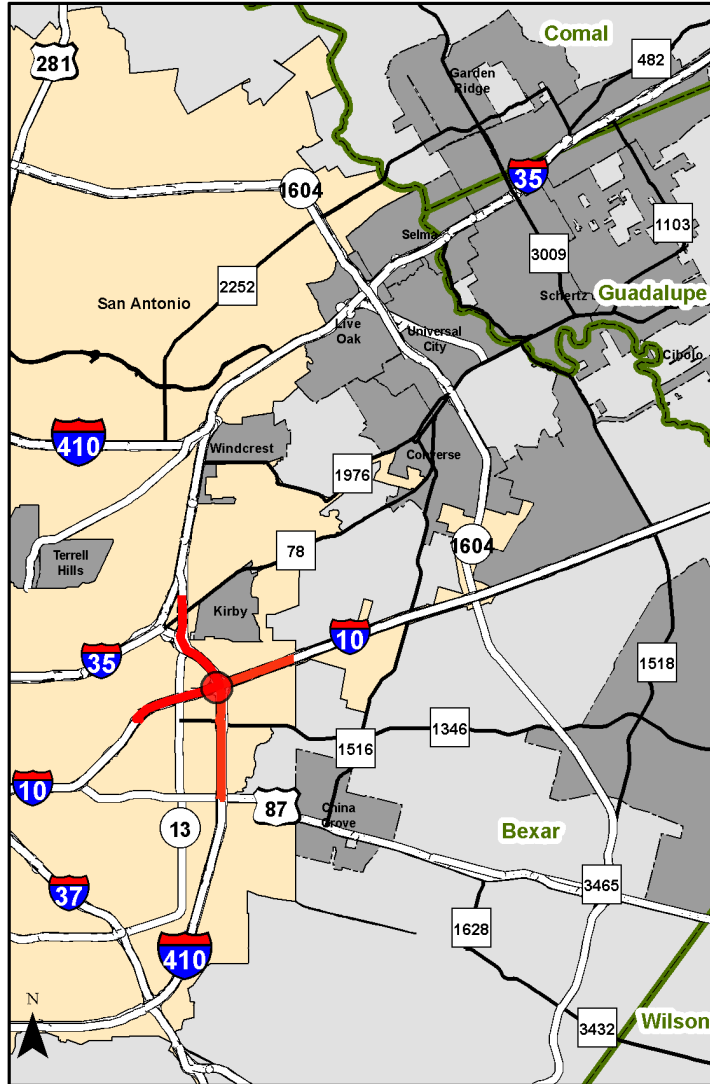 Comal
281
482
Garden
Ridge
35
1604
1103
Selma
3009
2252
Schertz
Guadalupe
San Antonio
Live
Oak
Universal
City
Cibolo
410
Windcrest
Converse
1976
1604
78
Terrell
Hills
Kirby
10
35
1518
1346
1516
10
87
China
Grove
13
Bexar
37
3465
1628
410
N
Wilson
3432